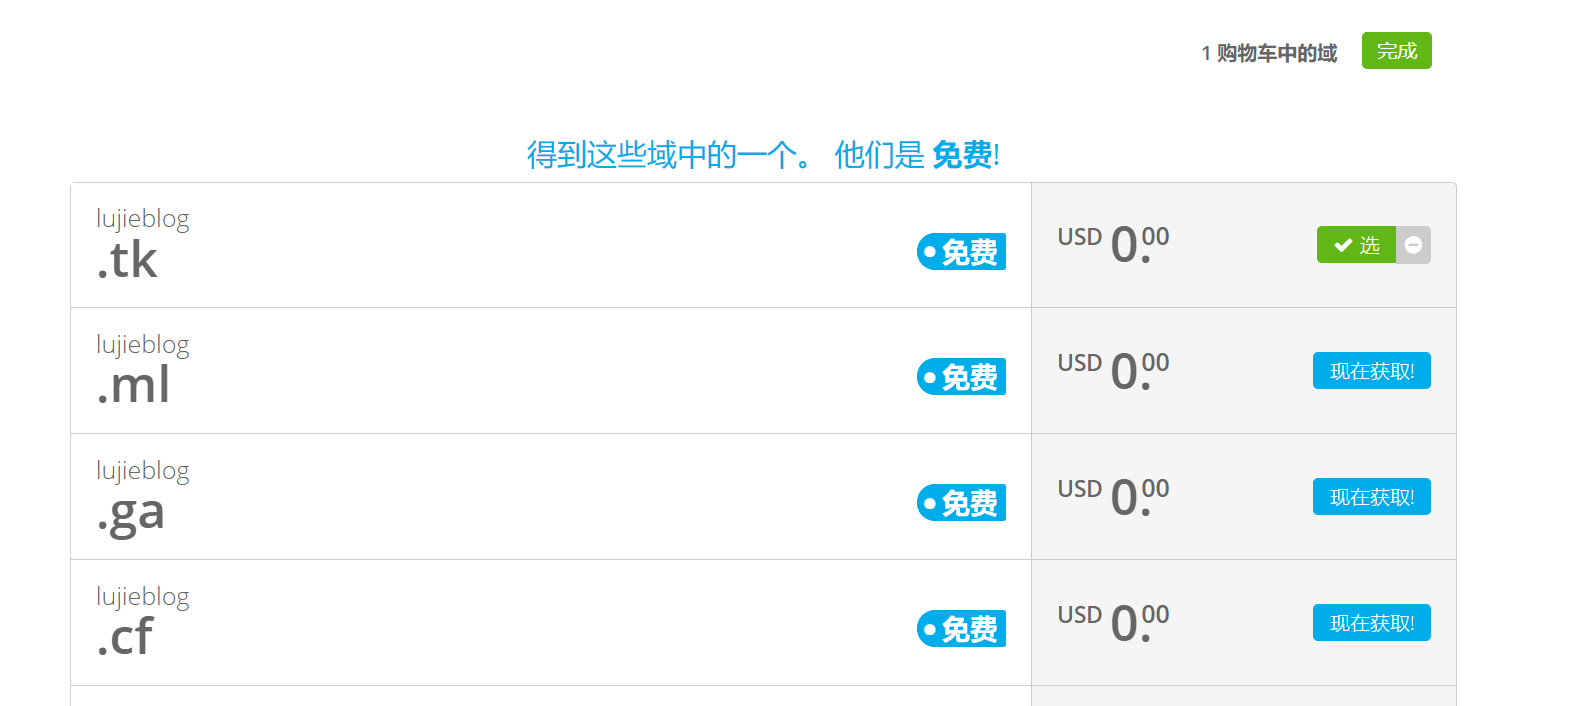 1 购物车中的域 完成
得到这些域中的一个。 他们是 免费!
lujieblog
.tk 免费 USD 0.00 选
lujieblog
.ml 免费 USD 0.00 现在获取!
lujieblog
.ga 免费 USD 0.00 现在获取!
lujieblog
.cf 免费 USD 0.00 现在获取!